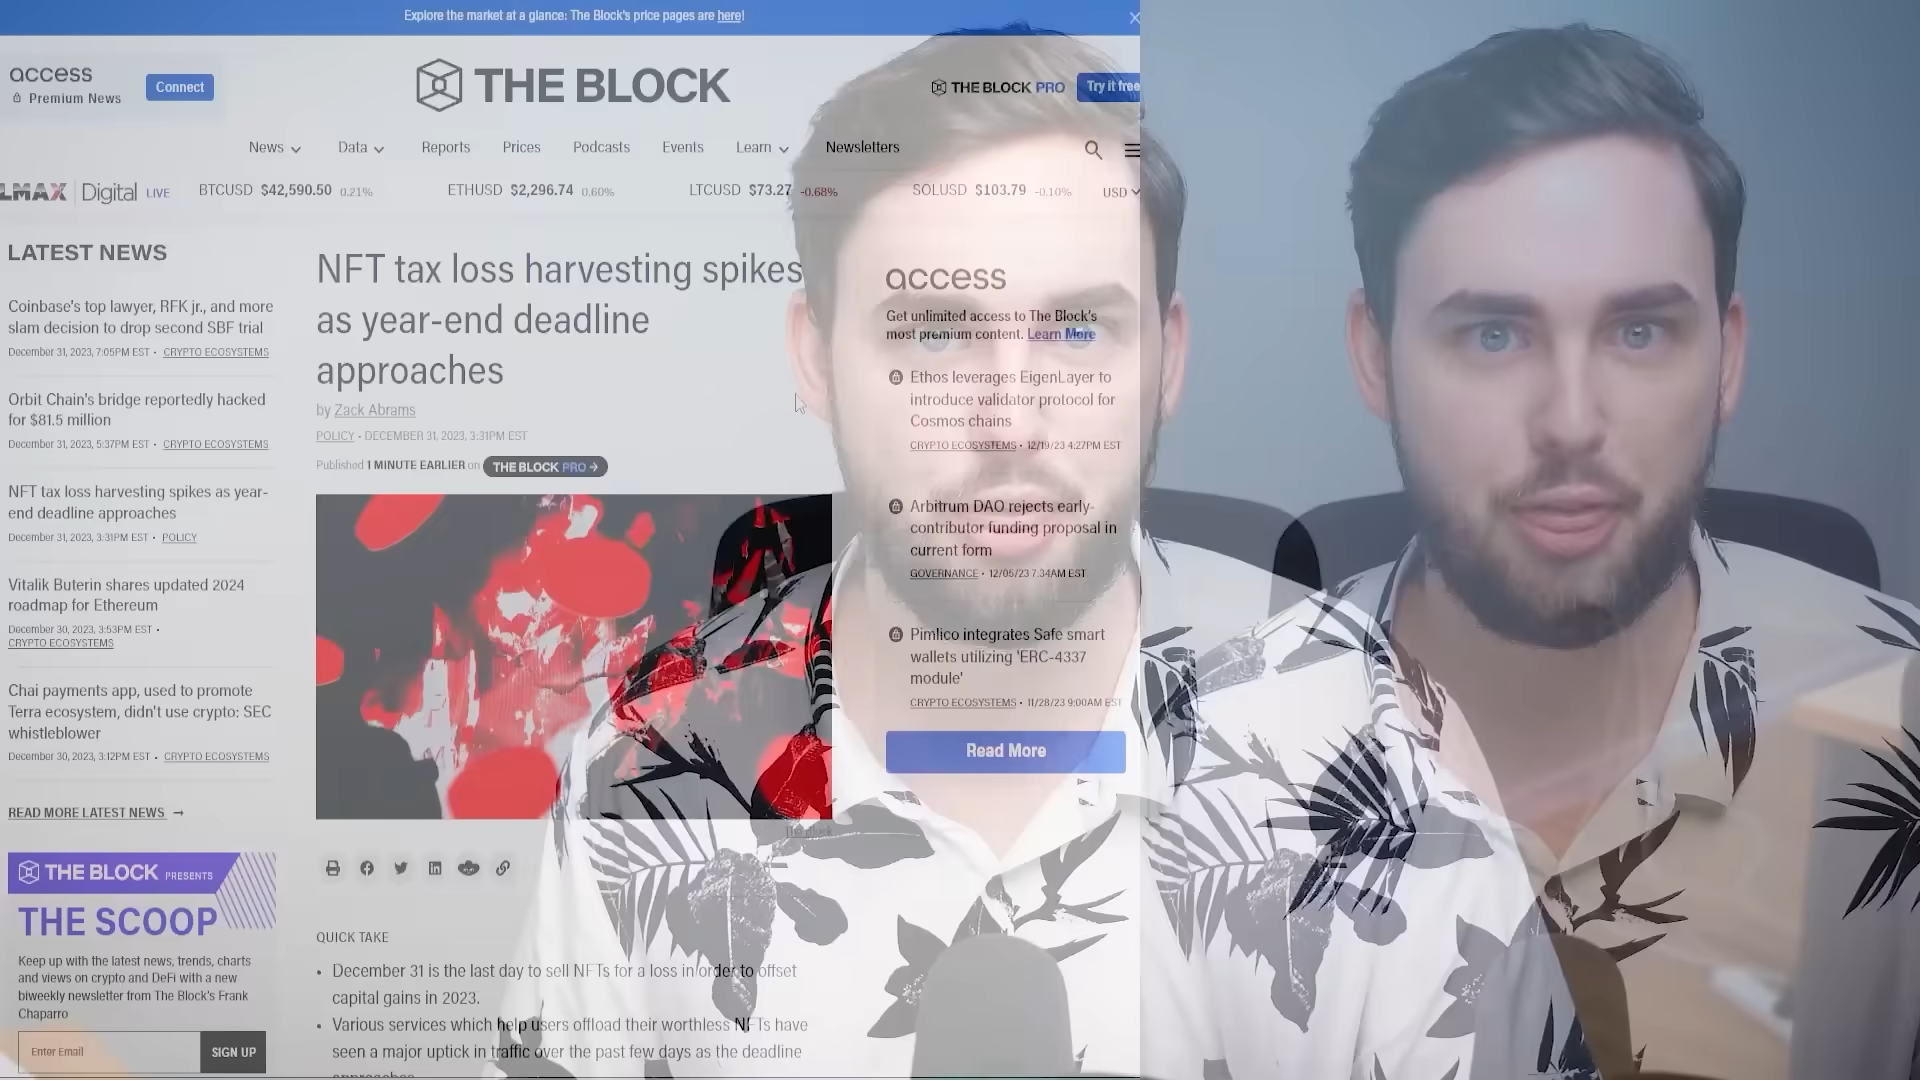 Explore the market at a glance: The Block's price pages are here!
access
Premium News
Connect
THE BLOCK
THE BLOCK PRO
Try it free
News
Data
Reports
Prices
Podcasts
Events
Learn
Newsletters
LMAX Digital LIVE
BTCUSD $42,590.50 0.21%
ETHUSD $2,296.74 0.60%
LTCUSD $73.27 -0.68%
SOLUSD $103.79 -0.10%
USD
LATEST NEWS
Coinbase's top lawyer, RFK jr., and more
slam decision to drop second SBF trial
December 31, 2023, 7:05PM EST • CRYPTO ECOSYSTEMS
Orbit Chain's bridge reportedly hacked
for $81.5 million
December 31, 2023, 5:37PM EST • CRYPTO ECOSYSTEMS
NFT tax loss harvesting spikes as year-
end deadline approaches
December 31, 2023, 3:31PM EST • POLICY
Vitalik Buterin shares updated 2024
roadmap for Ethereum
December 30, 2023, 3:53PM EST •
CRYPTO ECOSYSTEMS
Chai payments app, used to promote
Terra ecosystem, didn't use crypto: SEC
whistleblower
December 30, 2023, 3:12PM EST • CRYPTO ECOSYSTEMS
READ MORE LATEST NEWS →
THE BLOCK PRESENTS
THE SCOOP
Keep up with the latest news, trends, charts
and views on crypto and DeFi with a new
biweekly newsletter from The Block's Frank
Chaparro
Enter Email
SIGN UP
NFT tax loss harvesting spikes
as year-end deadline
approaches
by Zack Abrams
POLICY • DECEMBER 31, 2023, 3:31PM EST
Published 1 MINUTE EARLIER on THE BLOCK PRO →
The Block
QUICK TAKE
• December 31 is the last day to sell NFTs for a loss in order to offset
capital gains in 2023.
• Various services which help users offload their worthless NFTs have
seen a major uptick in traffic over the past few days as the deadline
approaches.
access
Get unlimited access to The Block's
most premium content. Learn More
Ethos leverages EigenLayer to
introduce validator protocol for
Cosmos chains
CRYPTO ECOSYSTEMS • 12/19/23 4:27PM EST
Arbitrum DAO rejects early-
contributor funding proposal in
current form
GOVERNANCE • 12/05/23 7:34AM EST
Pimlico integrates Safe smart
wallets utilizing 'ERC-4337
module'
CRYPTO ECOSYSTEMS • 11/28/23 9:00AM EST
Read More